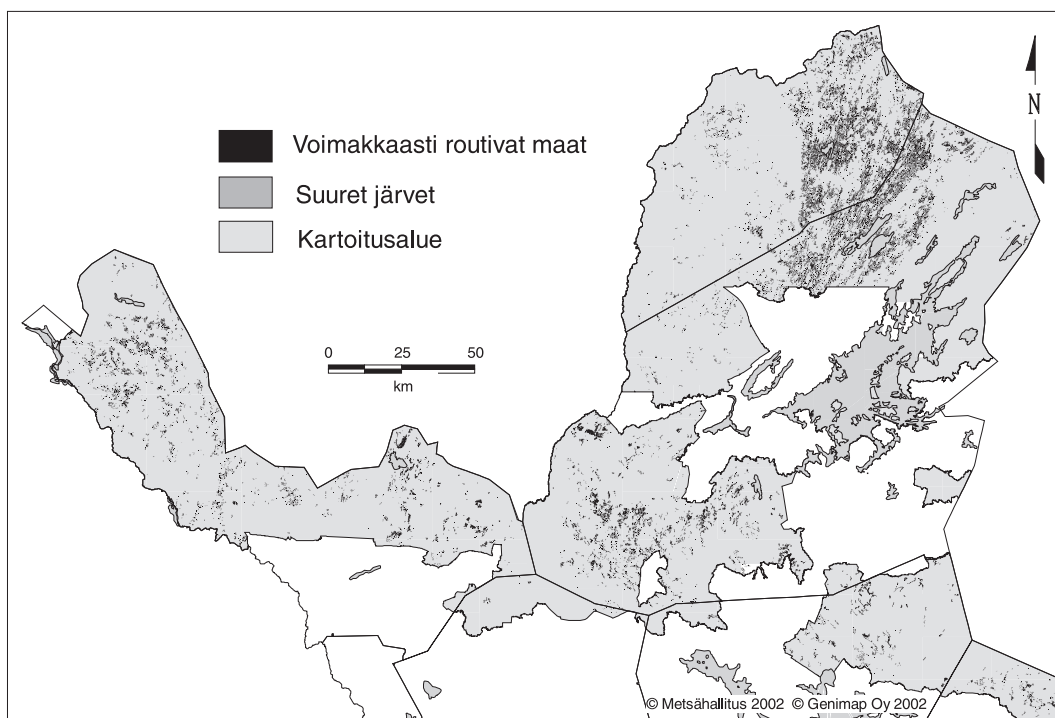 N
Voimakkaasti routivat maat
Suuret järvet
Kartoitusalue
0 25 50
km
© Metsähallitus 2002 © Genimap Oy 2002